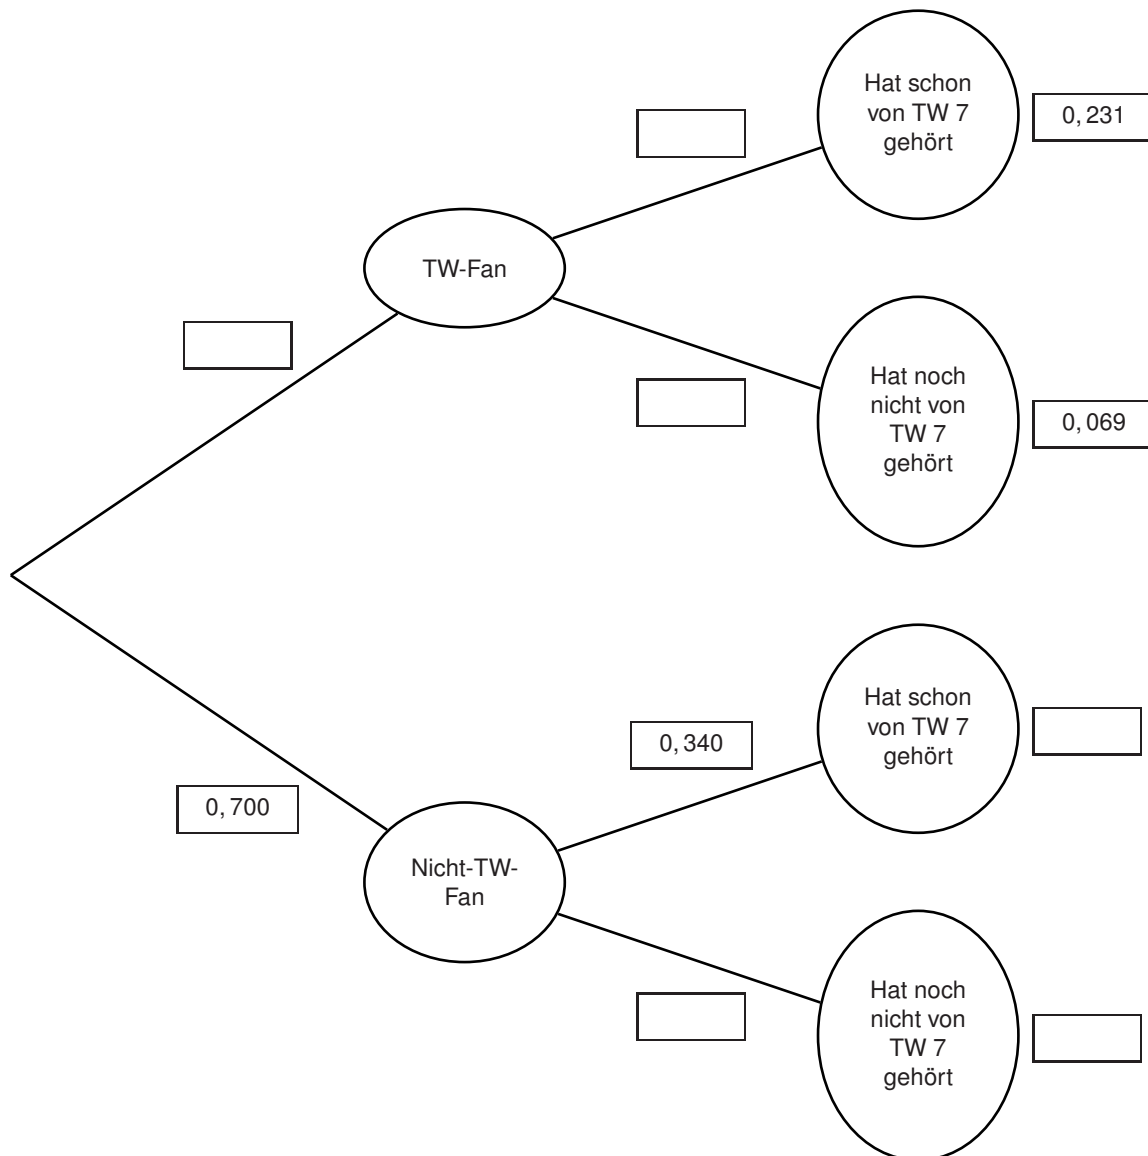 Hat schon
von TW 7
gehört
0, 231
TW-Fan
Hat noch
nicht von
TW 7
gehört
0, 069
Hat schon
von TW 7
gehört
0, 340
0, 700
Nicht-TW-
Fan
Hat noch
nicht von
TW 7
gehört